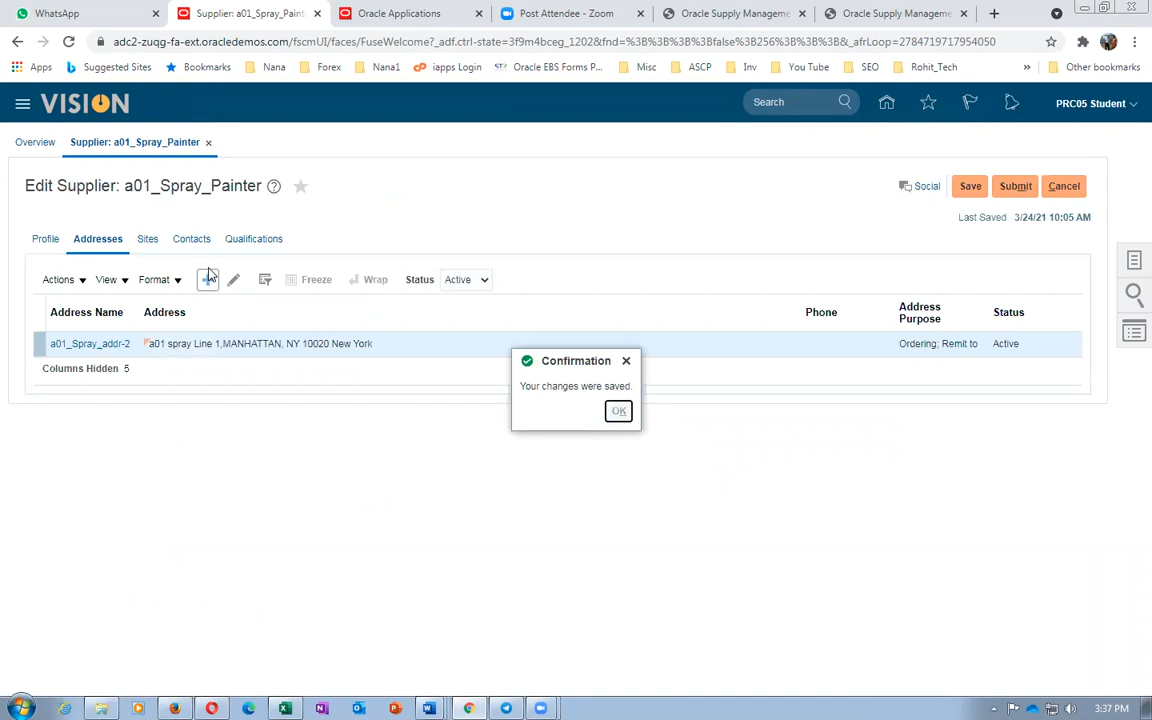 WhatsApp
Supplier: a01_Spray_Paint
Oracle Applications
Post Attendee - Zoom
Oracle Supply Manageme
Oracle Supply Manageme
adc2-zuqg-fa-ext.oracledemos.com/fscmUI/faces/FuseWelcome?_adf.ctrl-state=3f9m4bceg_1202&fnd=%3B%3B%3B%3Bfalse%3B256%3B%3B%3B&_afrLoop=2784719717954050
Apps Suggested Sites Bookmarks Nana Forex Nana1 iapps Login Oracle EBS Forms P... Misc ASCP Inv You Tube SEO Rohit_Tech » Other bookmarks
VISION
Search
PRC05 Student
Overview Supplier: a01_Spray_Painter
Edit Supplier: a01_Spray_Painter
Social Save Submit Cancel
Last Saved 3/24/21 10:05 AM
Profile Addresses Sites Contacts Qualifications
Actions View Format Freeze Wrap Status Active
Address Name Address Phone Address Purpose Status
a01_Spray_addr-2 a01 spray Line 1,MANHATTAN, NY 10020 New York Ordering; Remit to Active
Columns Hidden 5
Confirmation
Your changes were saved.
OK
3:37 PM